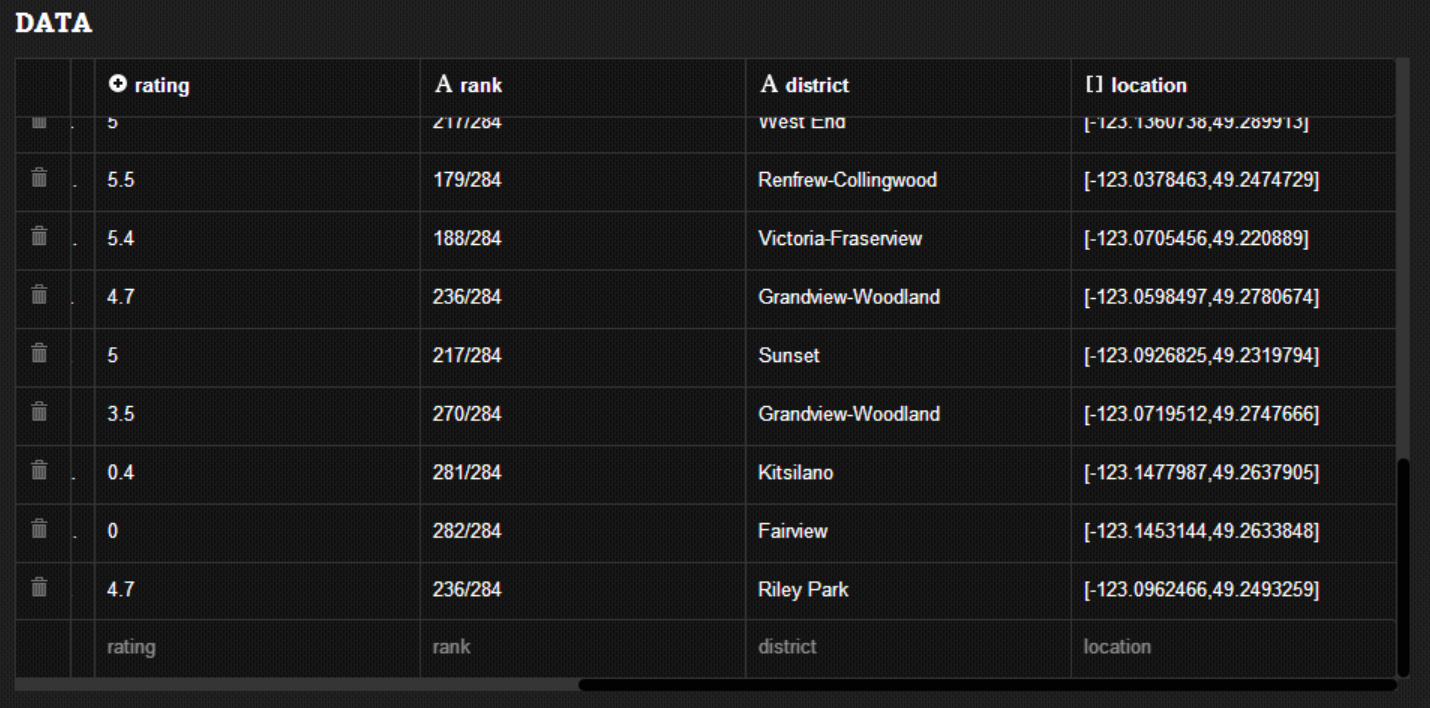 DATA
rating A rank A district [] location
. 5 217/284 West End [-123.1360738,49.289913]
. 5.5 179/284 Renfrew-Collingwood [-123.0378463,49.2474729]
. 5.4 188/284 Victoria-Fraserview [-123.0705456,49.220889]
. 4.7 236/284 Grandview-Woodland [-123.0598497,49.2780674]
5 217/284 Sunset [-123.0926825,49.2319794]
3.5 270/284 Grandview-Woodland [-123.0719512,49.2747666]
. 0.4 281/284 Kitsilano [-123.1477987,49.2637905]
. 0 282/284 Fairview [-123.1453144,49.2633848]
4.7 236/284 Riley Park [-123.0962466,49.2493259]
rating rank district location